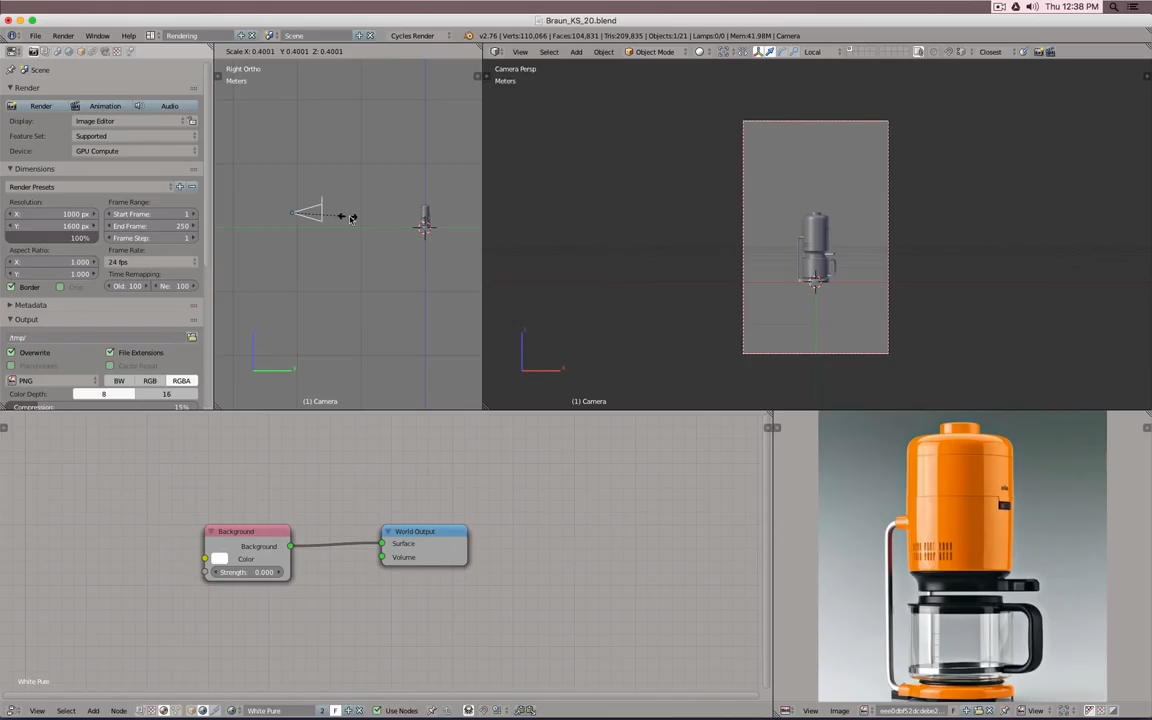 Thu 12:38 PM
Braun_KS_20.blend
File
Render
Window
Help
Rendering
Scene
Cycles Render
v2.76 | Verts:110,066 | Faces:104,831 | Tris:209,835 | Objects:1/21 | Lamps:0/0 | Mem:41.98M | Camera
Scale X: 0.4001 Y: 0.4001 Z: 0.4001
View
Select
Add
Object
Object Mode
Local
Closest
Scene
Right Ortho
Meters
Camera Persp
Meters
Render
Render
Animation
Audio
Display:
Image Editor
Feature Set:
Supported
Device:
GPU Compute
Dimensions
Render Presets
Resolution:
Frame Range:
X: 1000 px
Start Frame: 1
Y: 1600 px
End Frame: 250
100%
Frame Step: 1
Aspect Ratio:
Frame Rate:
X: 1.000
24 fps
Y: 1.000
Time Remapping:
Border
Old: 100
Ne: 100
Metadata
Output
/tmp/
Overwrite
File Extensions
Placeholders
Cache Result
PNG
BW
RGB
RGBA
Color Depth:
8
16
Compression:
15%
(1) Camera
(1) Camera
Background
World Output
Background
Surface
Color
Volume
Strength: 0.000
White Pure
View
Select
Add
Node
White Pure
2
F
Use Nodes
View
Image
eee0dbf52dcdebe2...
F
View